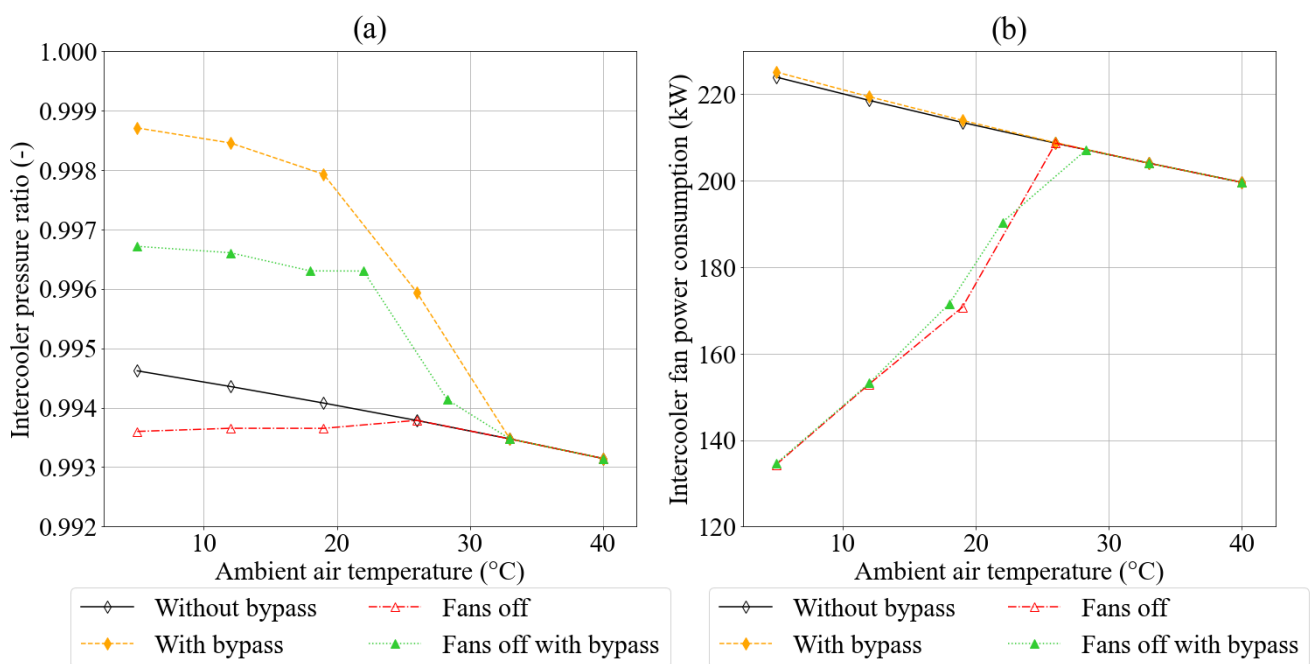 (a)
Intercooler pressure ratio (-)
1.000
0.999
0.998
0.997
0.996
0.995
0.994
0.993
0.992
10
20
30
40
Ambient air temperature (°C)
Without bypass
With bypass
Fans off
Fans off with bypass
(b)
Intercooler fan power consumption (kW)
220
200
180
160
140
120
10
20
30
40
Ambient air temperature (°C)
Without bypass
With bypass
Fans off
Fans off with bypass